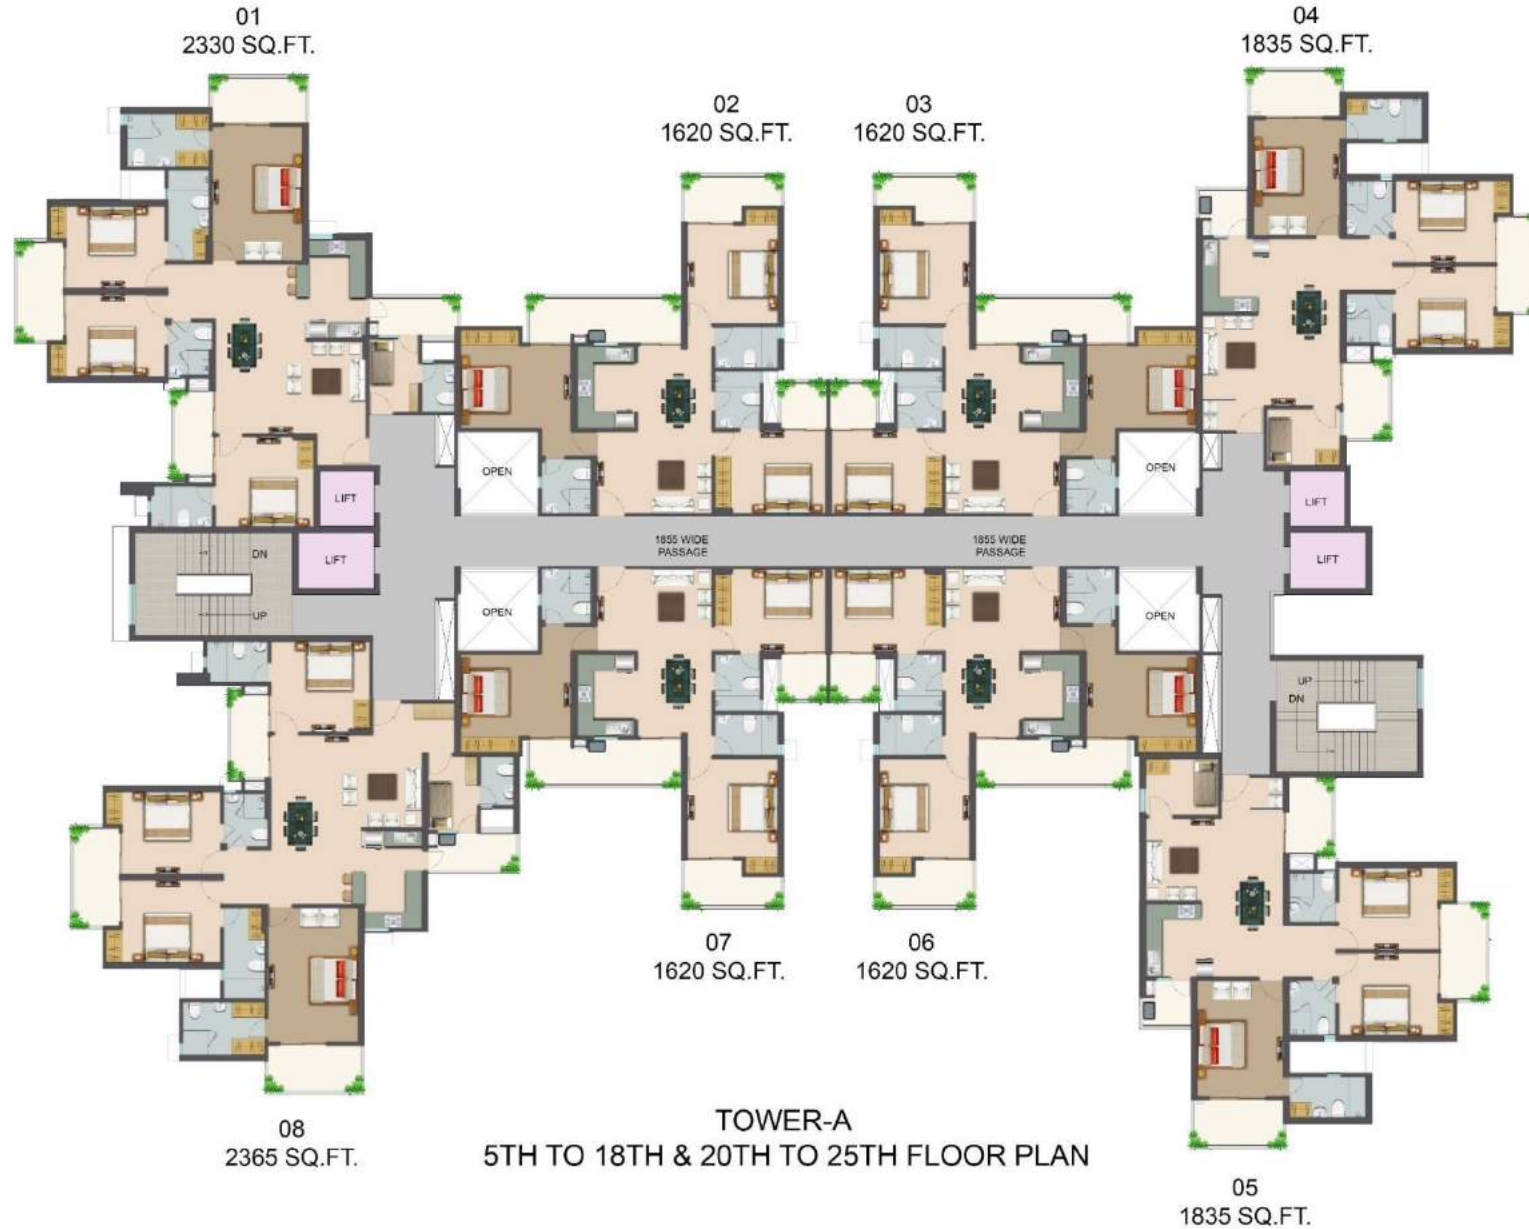 01
2330 SQ.FT.
04
1835 SQ.FT.
02
1620 SQ.FT.
03
1620 SQ.FT.
OPEN
OPEN
LIFT
LIFT
1855 WIDE
PASSAGE
1855 WIDE
PASSAGE
DN
LIFT
LIFT
UP
OPEN
OPEN
UP
DN
07
1620 SQ.FT.
06
1620 SQ.FT.
08
2365 SQ.FT.
TOWER-A
5TH TO 18TH & 20TH TO 25TH FLOOR PLAN
05
1835 SQ.FT.